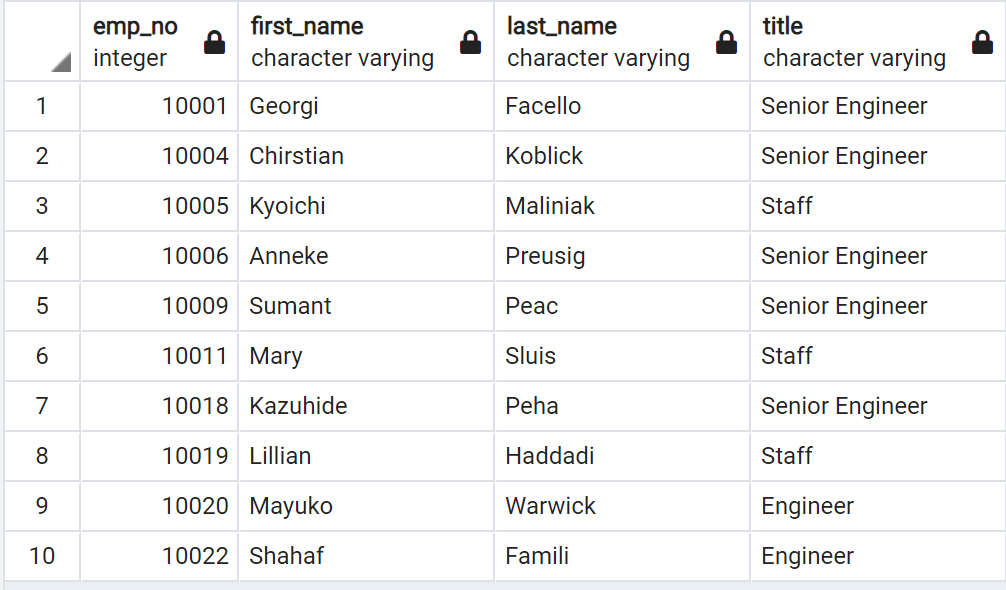 emp_no first_name last_name title
integer character varying character varying character varying
1 10001 Georgi Facello Senior Engineer
2 10004 Chirstian Koblick Senior Engineer
3 10005 Kyoichi Maliniak Staff
4 10006 Anneke Preusig Senior Engineer
5 10009 Sumant Peac Senior Engineer
6 10011 Mary Sluis Staff
7 10018 Kazuhide Peha Senior Engineer
8 10019 Lillian Haddadi Staff
9 10020 Mayuko Warwick Engineer
10 10022 Shahaf Famili Engineer